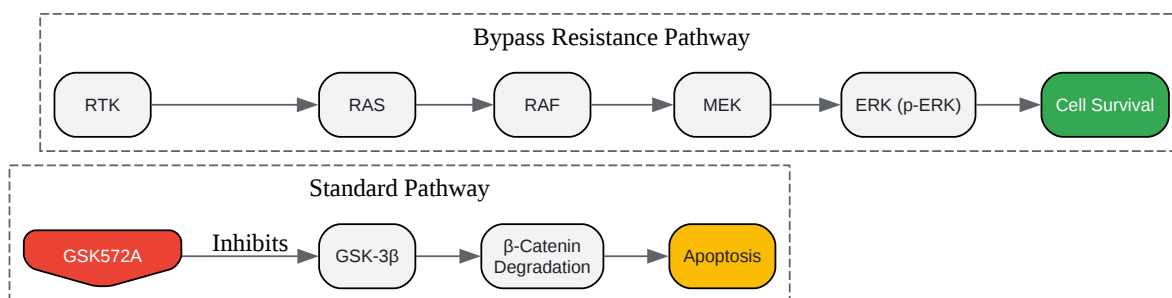 Bypass Resistance Pathway
RTK
RAS
RAF
MEK
ERK (p-ERK)
Cell Survival
Standard Pathway
GSK572A
Inhibits
GSK-3β
β-Catenin
Degradation
Apoptosis